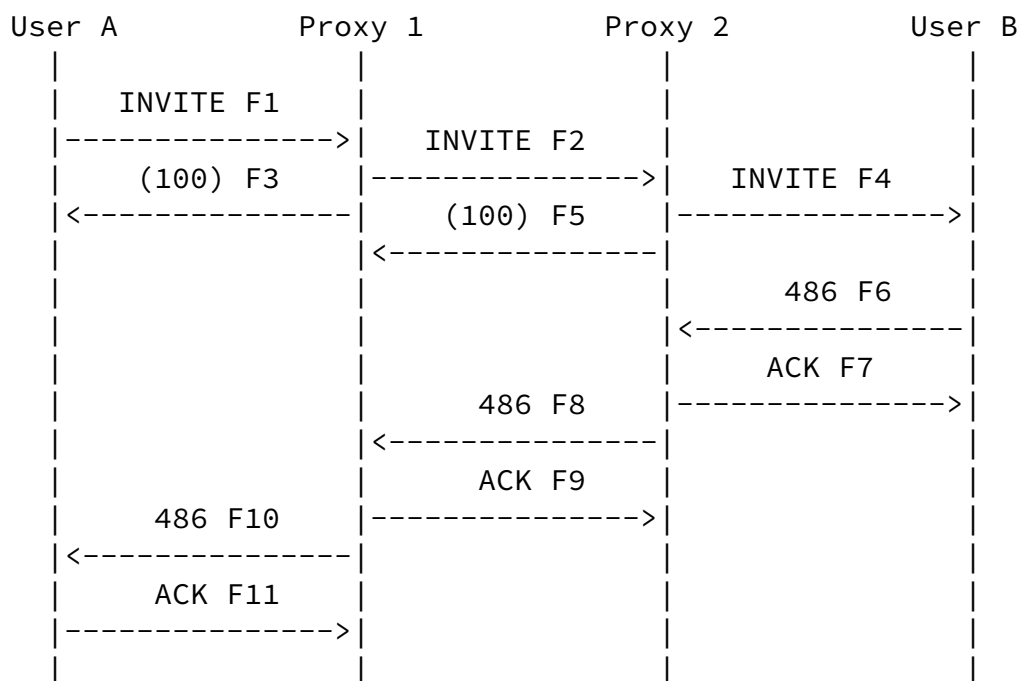 User A Proxy 1 Proxy 2 User B
INVITE F1
INVITE F2
(100) F3 INVITE F4
(100) F5
486 F6
ACK F7
486 F8
ACK F9
486 F10
ACK F11